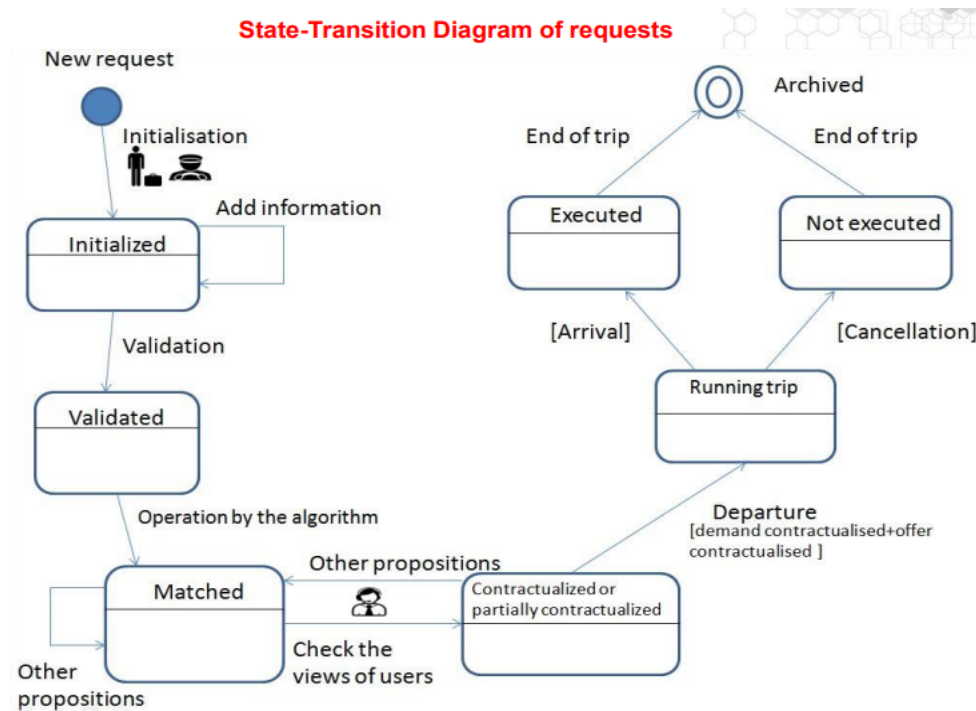 State-Transition Diagram of requests
New request
Archived
Initialisation
End of trip
End of trip
Add information
Executed
Not executed
Initialized
[Arrival]
[Cancellation]
Validation
Running trip
Validated
Departure
[demand contractualised+offer
contractualised ]
Operation by the algorithm
Other propositions
Matched
Contractualized or
partially contractualized
Check the
views of users
Other
propositions